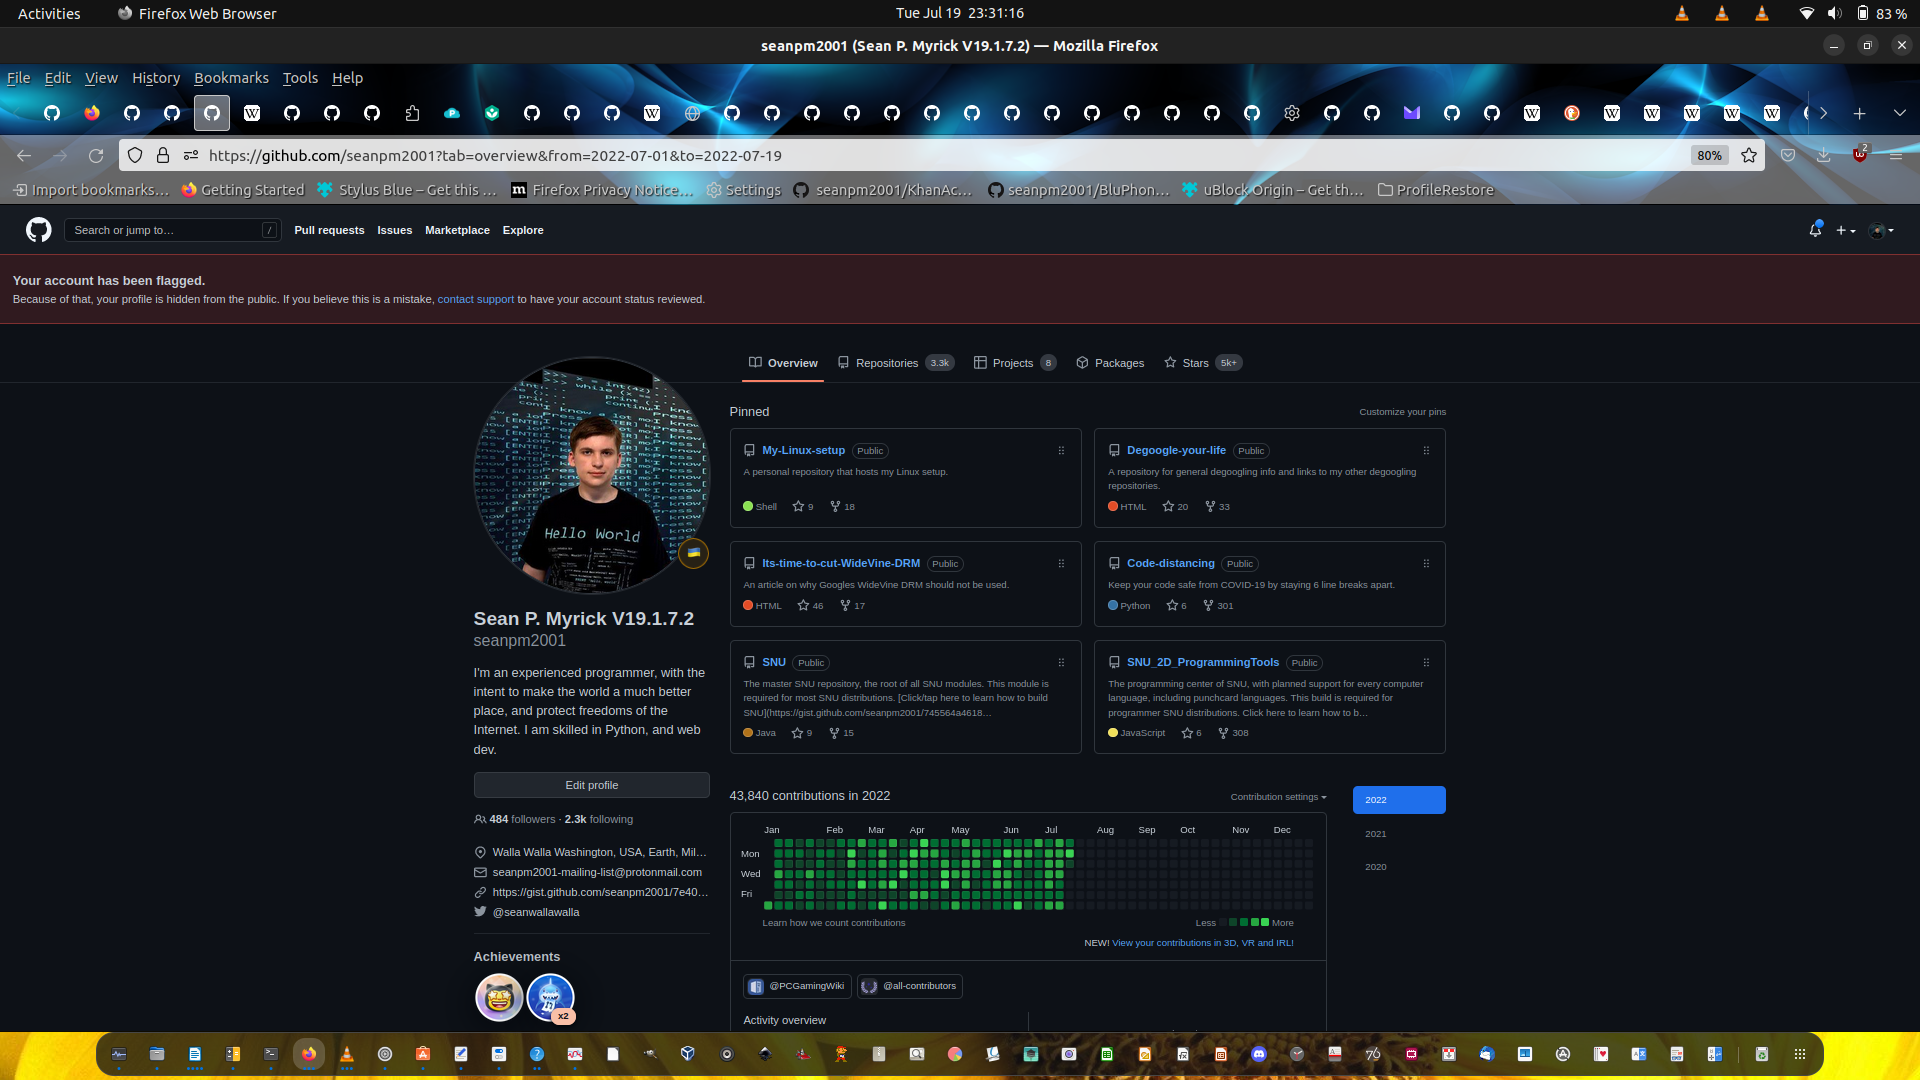 Activities
Firefox Web Browser
Tue Jul 19  23:31:16
83 %
seanpm2001 (Sean P. Myrick V19.1.7.2) — Mozilla Firefox
File Edit View History Bookmarks Tools Help
https://github.com/seanpm2001?tab=overview&from=2022-07-01&to=2022-07-19
80%
2
Import bookmarks…
Getting Started
Stylus Blue – Get this …
Firefox Privacy Notice…
Settings
seanpm2001/KhanAc…
seanpm2001/BluPhon…
uBlock Origin – Get th…
ProfileRestore
Search or jump to…
/
Pull requests Issues Marketplace Explore
Your account has been flagged.
Because of that, your profile is hidden from the public. If you believe this is a mistake, contact support to have your account status reviewed.
Overview
Repositories 3.3k
Projects 8
Packages
Stars 5k+
Hello World
Sean P. Myrick V19.1.7.2
seanpm2001
I'm an experienced programmer, with the
intent to make the world a much better
place, and protect freedoms of the
Internet. I am skilled in Python, and web
dev.
Edit profile
484 followers · 2.3k following
Walla Walla Washington, USA, Earth, Mil…
seanpm2001-mailing-list@protonmail.com
https://gist.github.com/seanpm2001/7e40…
@seanwallawalla
Achievements
x2
Pinned
Customize your pins
My-Linux-setup Public
A personal repository that hosts my Linux setup.
Shell 9 18
Degoogle-your-life Public
A repository for general degoogling info and links to my other degoogling
repositories.
HTML 20 33
Its-time-to-cut-WideVine-DRM Public
An article on why Googles WideVine DRM should not be used.
HTML 46 17
Code-distancing Public
Keep your code safe from COVID-19 by staying 6 line breaks apart.
Python 6 301
SNU Public
The master SNU repository, the root of all SNU modules. This module is
required for most SNU distributions. [Click/tap here to learn how to build
SNU](https://gist.github.com/seanpm2001/745564a4618…
Java 9 15
SNU_2D_ProgrammingTools Public
The programming center of SNU, with planned support for every computer
language, including punchcard languages. This build is required for
programmer SNU distributions. Click here to learn how to b…
JavaScript 6 308
43,840 contributions in 2022
Contribution settings
2022
2021
2020
Jan Feb Mar Apr May Jun Jul Aug Sep Oct Nov Dec
Mon
Wed
Fri
Learn how we count contributions
Less More
NEW! View your contributions in 3D, VR and IRL!
@PCGamingWiki
@all-contributors
Activity overview